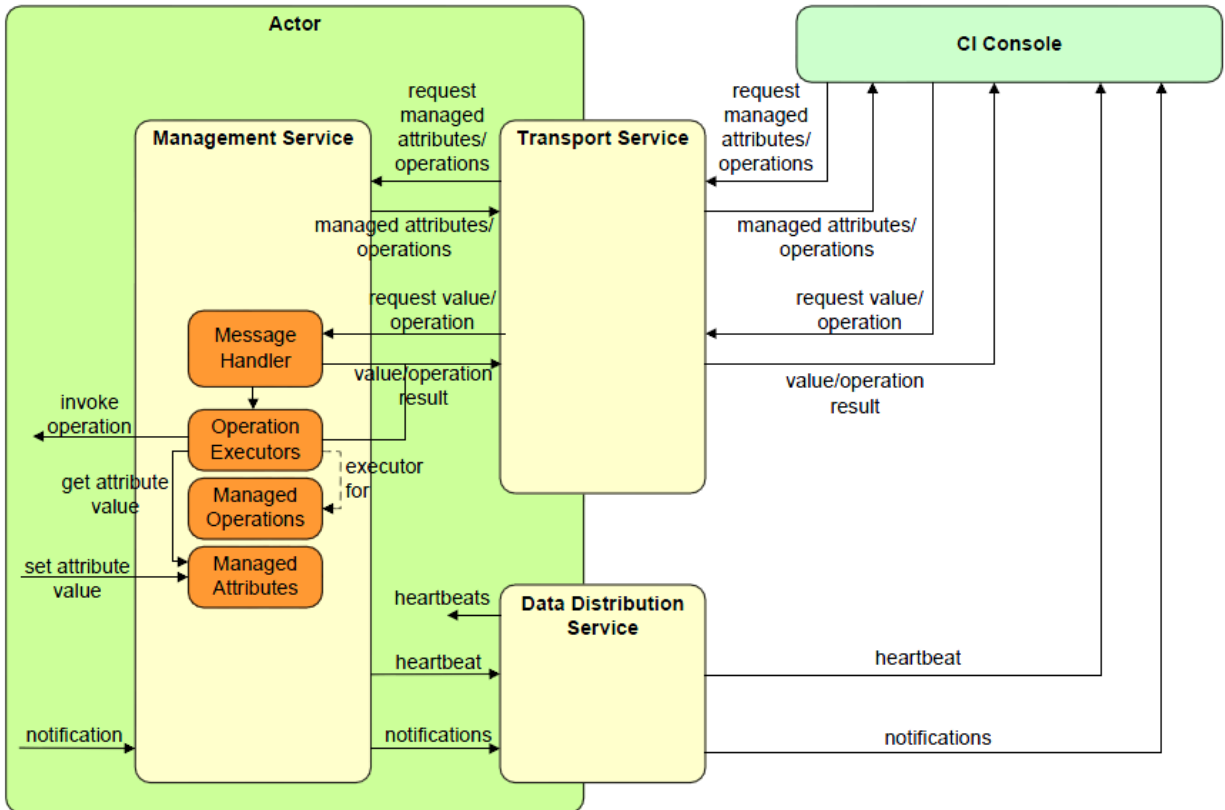 Actor
CI Console
request
managed
attributes/
operations
request
managed
attributes/
operations
Management Service
Transport Service
managed attributes/
operations
managed attributes/
operations
request value/
operation
request value/
operation
Message
Handler
value/operation
result
value/operation
result
invoke
operation
Operation
Executors
executor
for
get attribute
value
Managed
Operations
set attribute
value
Managed
Attributes
heartbeats
Data Distribution
Service
heartbeat
heartbeat
notification
notifications
notifications